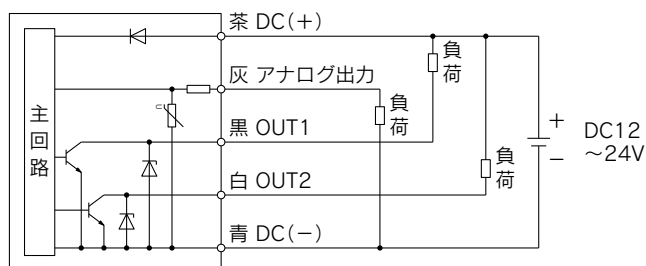 茶 DC(+)
灰 アナログ出力
黒 OUT1
白 OUT2
青 DC(−)
主回路
U
負荷
負荷
負荷
+
−
DC12
～24V